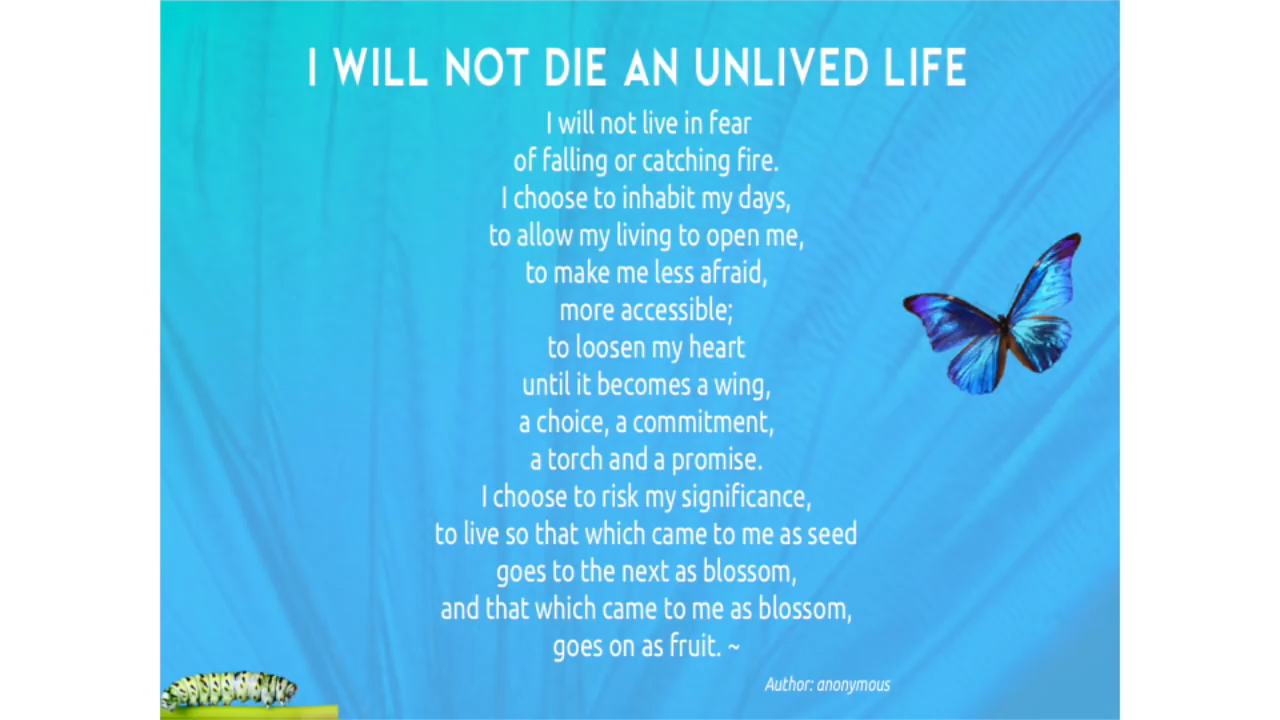 I WILL NOT DIE AN UNLIVED LIFE
I will not live in fear
of falling or catching fire.
I choose to inhabit my days,
to allow my living to open me,
to make me less afraid,
more accessible;
to loosen my heart
until it becomes a wing,
a choice, a commitment,
a torch and a promise.
I choose to risk my significance,
to live so that which came to me as seed
goes to the next as blossom,
and that which came to me as blossom,
goes on as fruit. ~
Author: anonymous